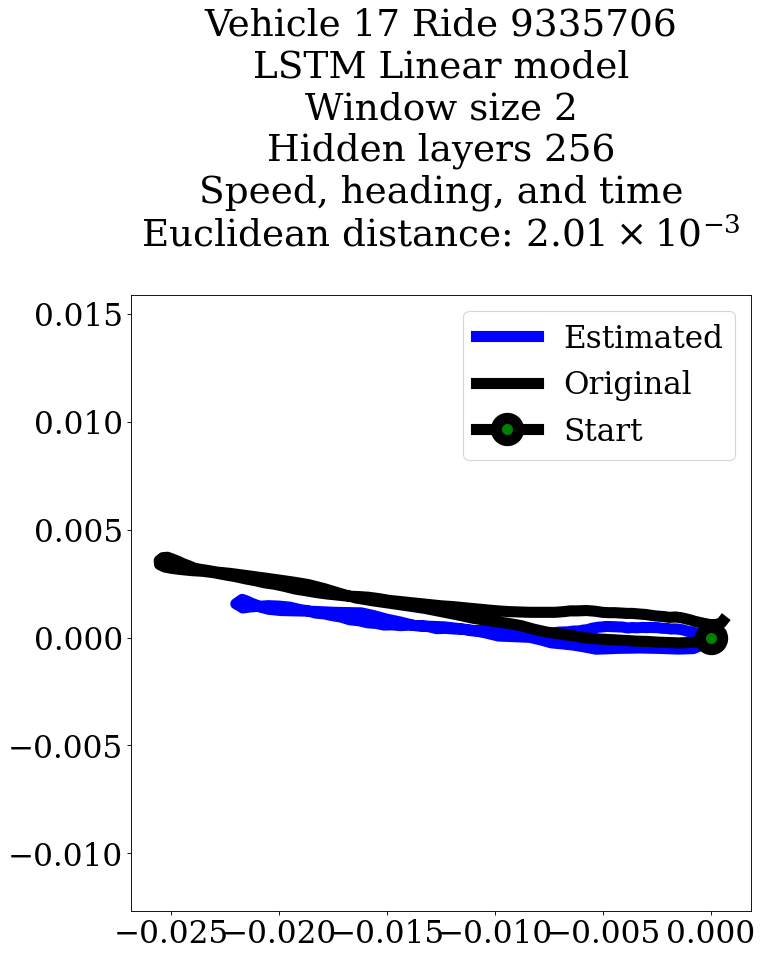 Vehicle 17 Ride 9335706
LSTM Linear model
Window size 2
Hidden layers 256
Speed, heading, and time
Euclidean distance: 2.01 × 10⁻³
Estimated
Original
Start
0.015
0.010
0.005
0.000
−0.005
−0.010
−0.025 −0.020 −0.015 −0.010 −0.005 0.000